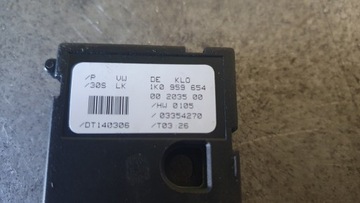 /P VW DE KLO
/30S LK 1K0 959 654
00 2035 00
/HW 0105
/03354270
/DT140306 /T03:26